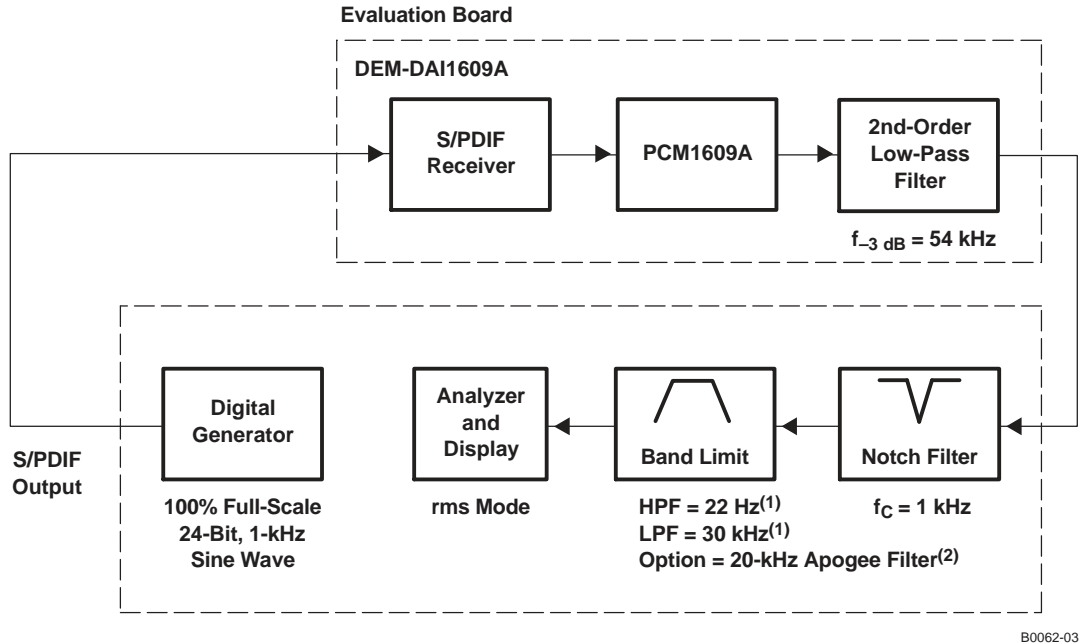 Evaluation Board
DEM-DAI1609A
S/PDIF
Receiver
PCM1609A
2nd-Order
Low-Pass
Filter
f–3 dB = 54 kHz
S/PDIF
Output
Digital
Generator
100% Full-Scale
24-Bit, 1-kHz
Sine Wave
Analyzer
and
Display
rms Mode
Band Limit
HPF = 22 Hz(1)
LPF = 30 kHz(1)
Option = 20-kHz Apogee Filter(2)
Notch Filter
fC = 1 kHz
B0062-03